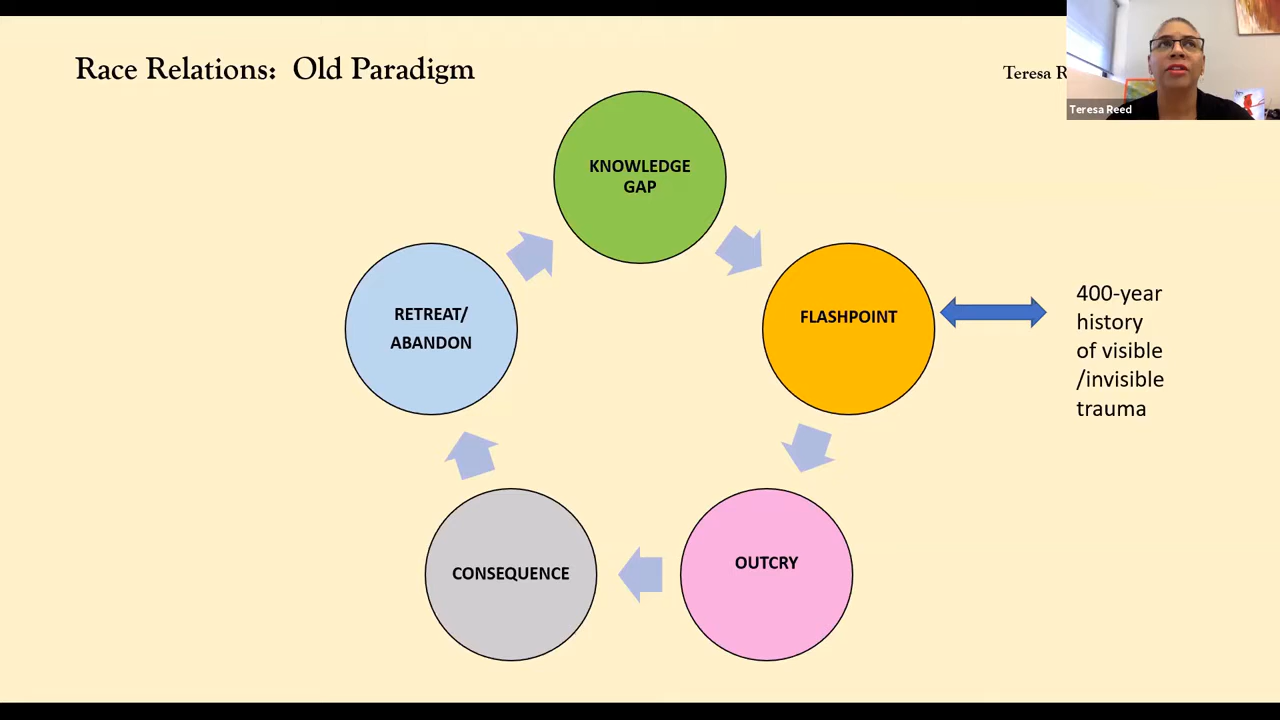 Race Relations:  Old Paradigm
Teresa R
Teresa Reed
KNOWLEDGE
GAP
FLASHPOINT
400-year
history
of visible
/invisible
trauma
OUTCRY
CONSEQUENCE
RETREAT/
ABANDON